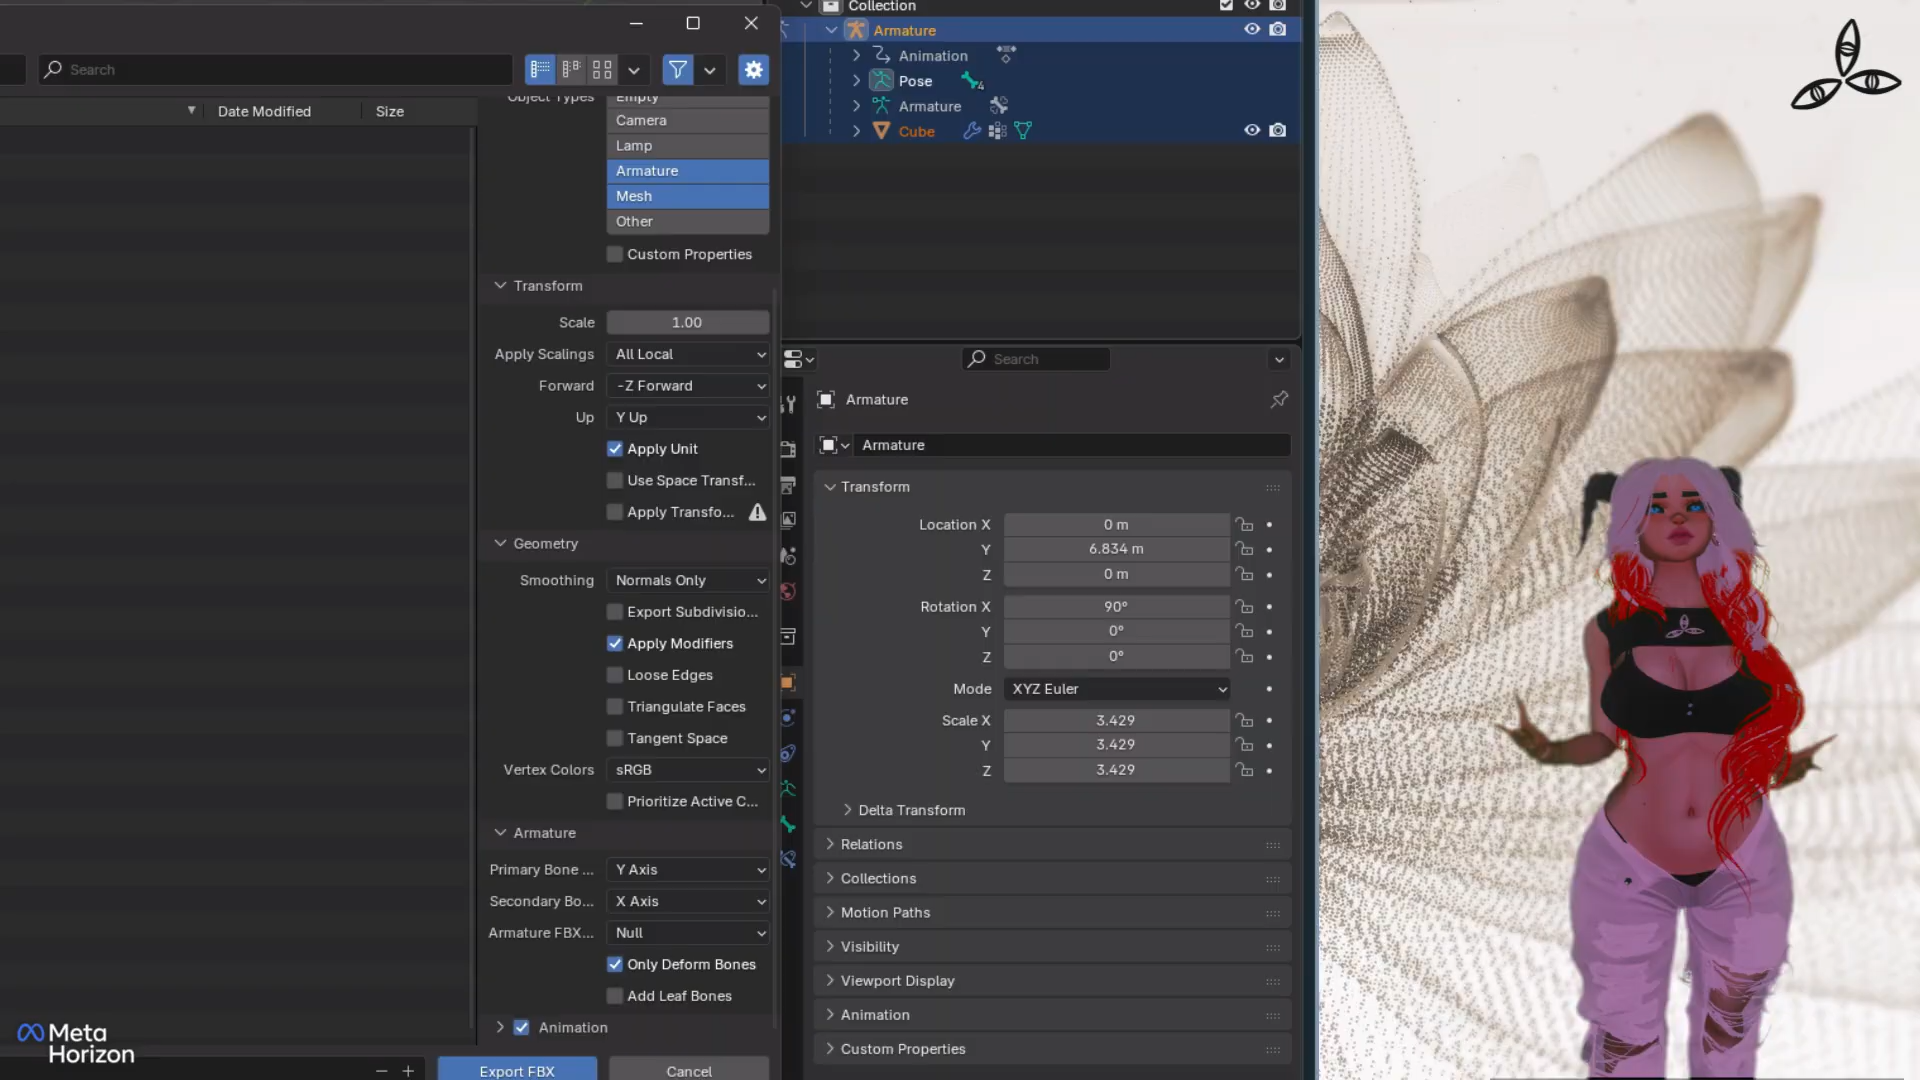 Search
Date Modified
Size
Object Types
Empty
Camera
Lamp
Armature
Mesh
Other
Custom Properties
Transform
Scale
1.00
Apply Scalings
All Local
Forward
-Z Forward
Up
Y Up
Apply Unit
Use Space Transf...
Apply Transfo...
Geometry
Smoothing
Normals Only
Export Subdivisio...
Apply Modifiers
Loose Edges
Triangulate Faces
Tangent Space
Vertex Colors
sRGB
Prioritize Active C...
Armature
Primary Bone ...
Y Axis
Secondary Bo...
X Axis
Armature FBX...
Null
Only Deform Bones
Add Leaf Bones
Animation
Export FBX
Cancel
Meta
Horizon
Collection
Armature
Animation
Pose
4
Armature
Cube
Search
Armature
Armature
Transform
Location X
0 m
Y
6.834 m
Z
0 m
Rotation X
90°
Y
0°
Z
0°
Mode
XYZ Euler
Scale X
3.429
Y
3.429
Z
3.429
Delta Transform
Relations
Collections
Motion Paths
Visibility
Viewport Display
Animation
Custom Properties